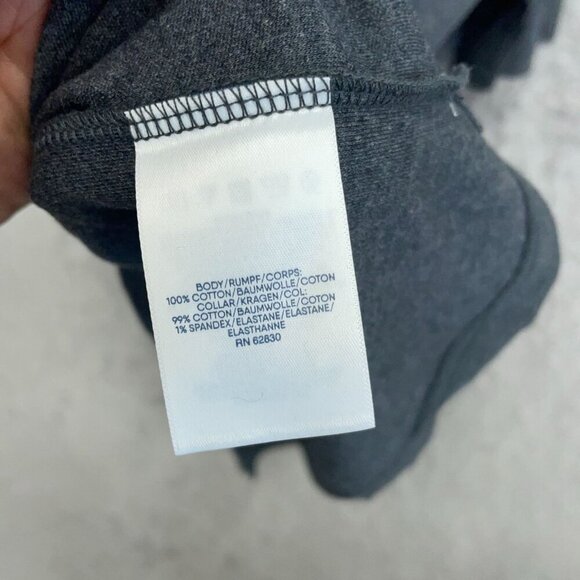 BODY/RUMPF/CORPS:
100% COTTON/BAUMWOLLE/COTON
COLLAR/KRAGEN/COL:
99% COTTON/BAUMWOLLE/COTON
1% SPANDEX/ELASTANE/ELASTANE/
ELASTHANNE
RN 62830